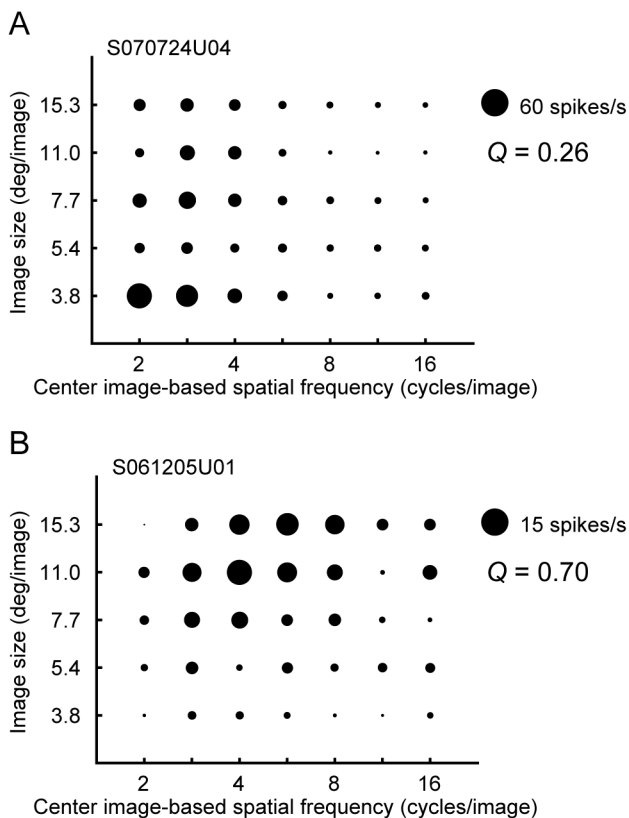 A
S070724U04
60 spikes/s
Q = 0.26
Image size (deg/image)
15.3
11.0
7.7
5.4
3.8
2 4 8 16
Center image-based spatial frequency (cycles/image)
B
S061205U01
15 spikes/s
Q = 0.70
Image size (deg/image)
15.3
11.0
7.7
5.4
3.8
2 4 8 16
Center image-based spatial frequency (cycles/image)